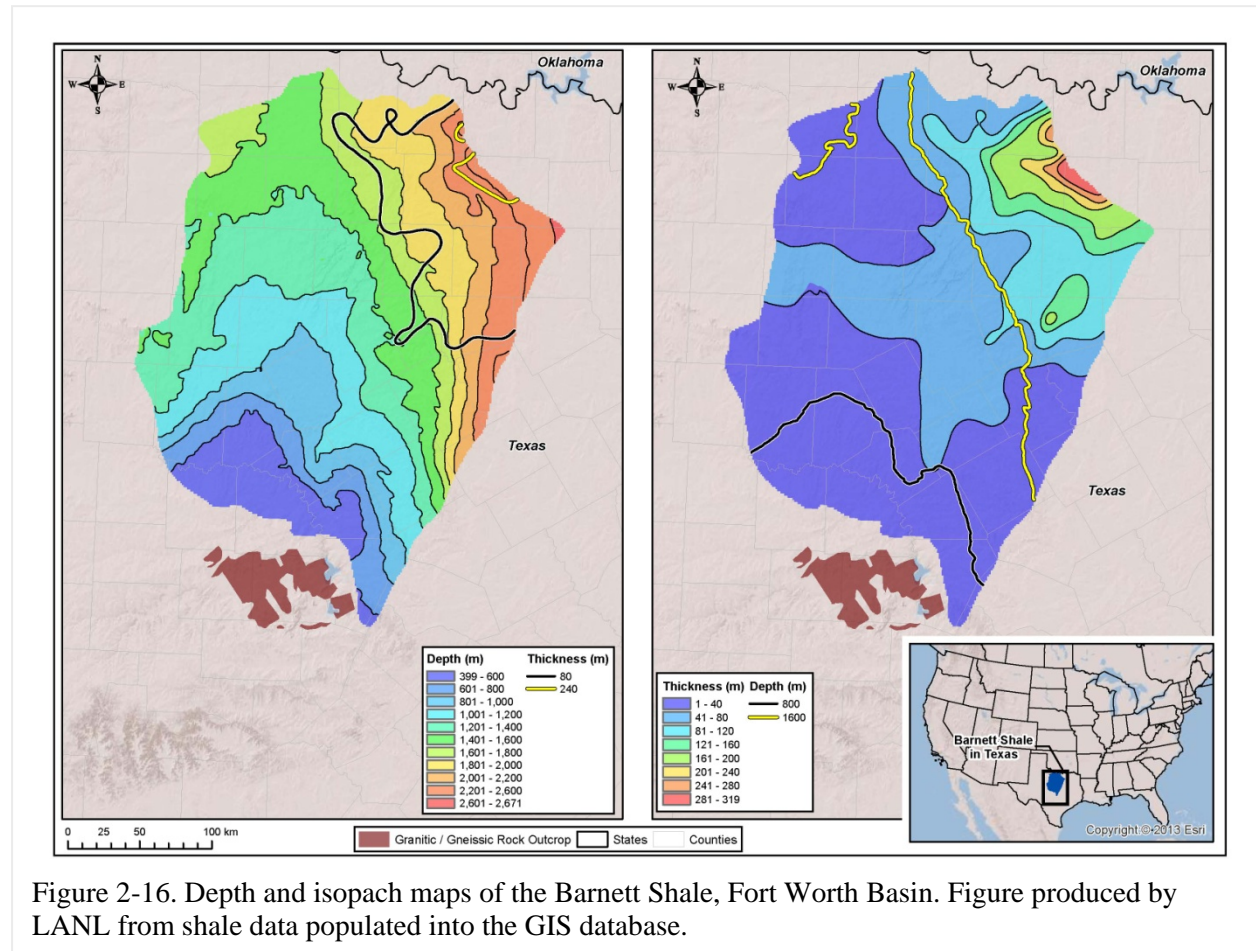 N
W E
S
Oklahoma
Texas
Depth (m) Thickness (m)
399 - 600 80
601 - 800 240
801 - 1,000
1,001 - 1,200
1,201 - 1,400
1,401 - 1,600
1,601 - 1,800
1,801 - 2,000
2,001 - 2,200
2,201 - 2,600
2,601 - 2,671
N
W E
S
Oklahoma
Texas
Thickness (m) Depth (m)
1 - 40 800
41 - 80 1600
81 - 120
121 - 160
161 - 200
201 - 240
241 - 280
281 - 319
Barnett Shale
in Texas
Copyright © 2013 Esri
0 25 50 100 km
Granitic / Gneissic Rock Outcrop States Counties
Figure 2-16. Depth and isopach maps of the Barnett Shale, Fort Worth Basin. Figure produced by
LANL from shale data populated into the GIS database.